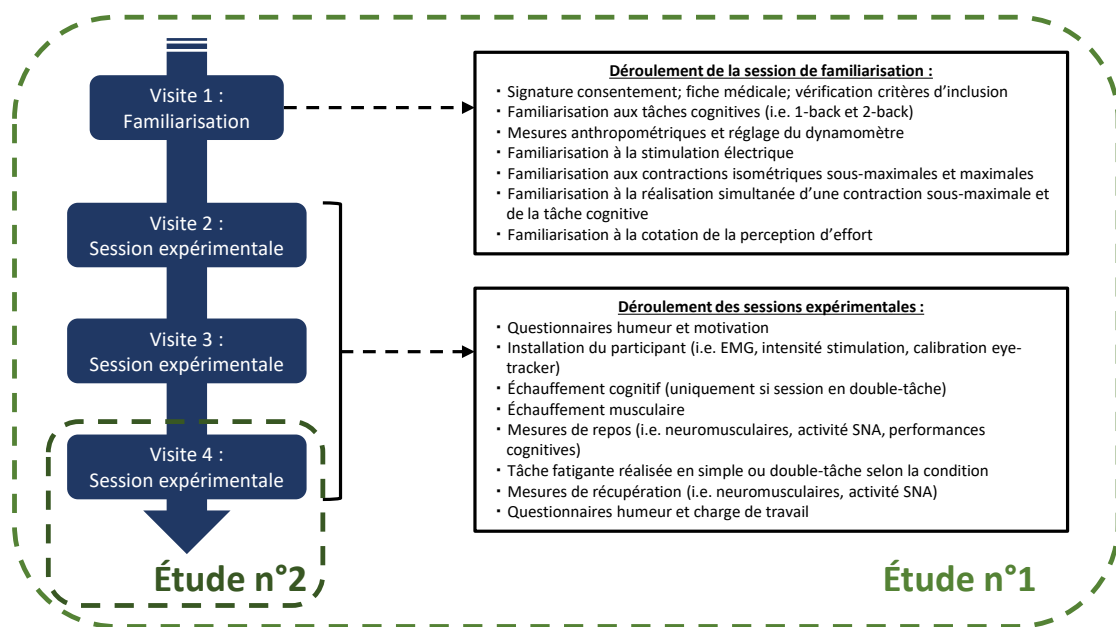 Visite 1 :
Familiarisation
Visite 2 :
Session expérimentale
Visite 3 :
Session expérimentale
Visite 4 :
Session expérimentale
Étude n°2
Déroulement de la session de familiarisation :
· Signature consentement; fiche médicale; vérification critères d'inclusion
· Familiarisation aux tâches cognitives (i.e. 1-back et 2-back)
· Mesures anthropométriques et réglage du dynamomètre
· Familiarisation à la stimulation électrique
· Familiarisation aux contractions isométriques sous-maximales et maximales
· Familiarisation à la réalisation simultanée d'une contraction sous-maximale et
de la tâche cognitive
· Familiarisation à la cotation de la perception d'effort
Déroulement des sessions expérimentales :
· Questionnaires humeur et motivation
· Installation du participant (i.e. EMG, intensité stimulation, calibration eye-
tracker)
· Échauffement cognitif (uniquement si session en double-tâche)
· Échauffement musculaire
· Mesures de repos (i.e. neuromusculaires, activité SNA, performances
cognitives)
· Tâche fatigante réalisée en simple ou double-tâche selon la condition
· Mesures de récupération (i.e. neuromusculaires, activité SNA)
· Questionnaires humeur et charge de travail
Étude n°1